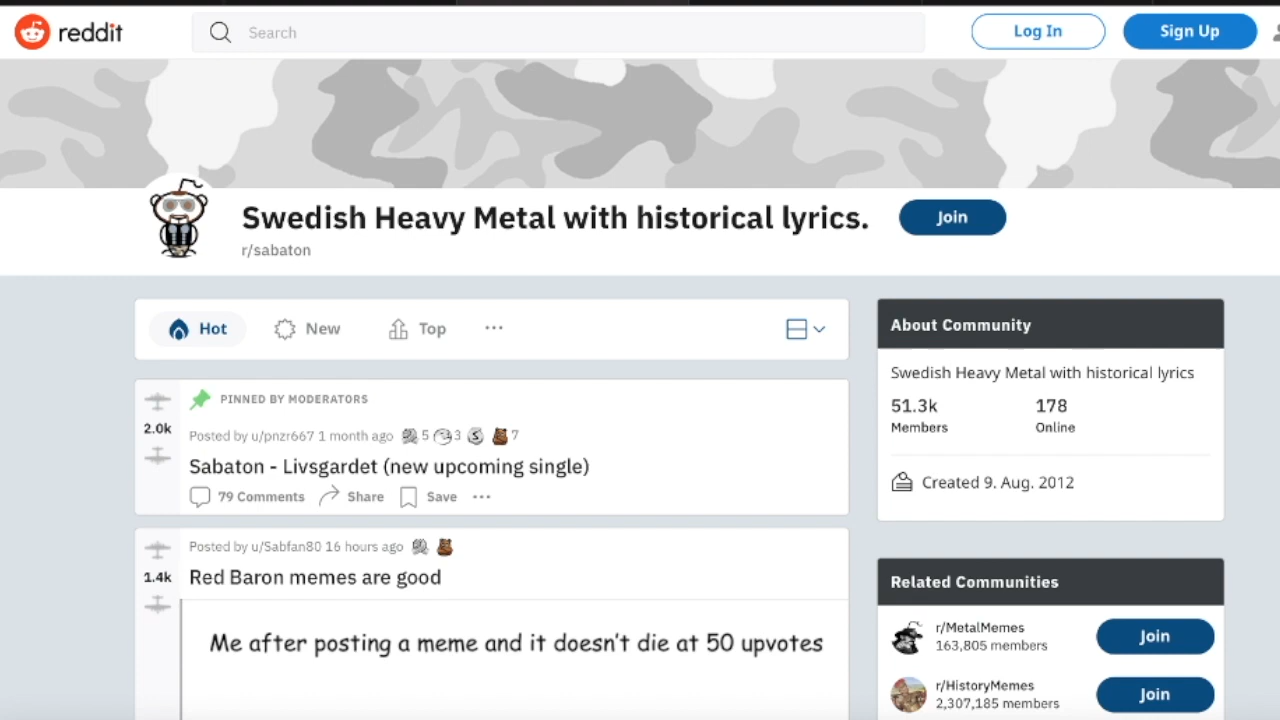 reddit
Search
Log In
Sign Up
Swedish Heavy Metal with historical lyrics.
Join
r/sabaton
Hot
New
Top
About Community
Swedish Heavy Metal with historical lyrics
51.3k
178
Members
Online
Created 9. Aug. 2012
PINNED BY MODERATORS
2.0k
Posted by u/pnzr667 1 month ago 5 3 7
Sabaton - Livsgardet (new upcoming single)
79 Comments
Share
Save
Posted by u/Sabfan80 16 hours ago
1.4k
Red Baron memes are good
Me after posting a meme and it doesn't die at 50 upvotes
Related Communities
r/MetalMemes
163,805 members
Join
r/HistoryMemes
2,307,185 members
Join